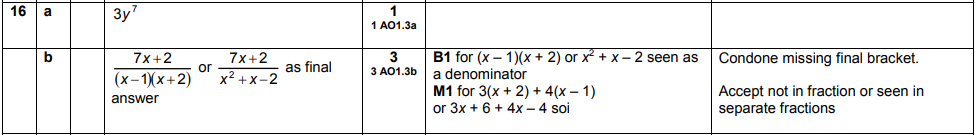 16 a 3y⁷ 1
1 AO1.3a
b 7x+2/(x−1)(x+2) or 7x+2/x²+x−2 as final
answer
3
3 AO1.3b
B1 for (x – 1)(x + 2) or x² + x – 2 seen as
a denominator
M1 for 3(x + 2) + 4(x – 1)
or 3x + 6 + 4x – 4 soi
Condone missing final bracket.
Accept not in fraction or seen in
separate fractions